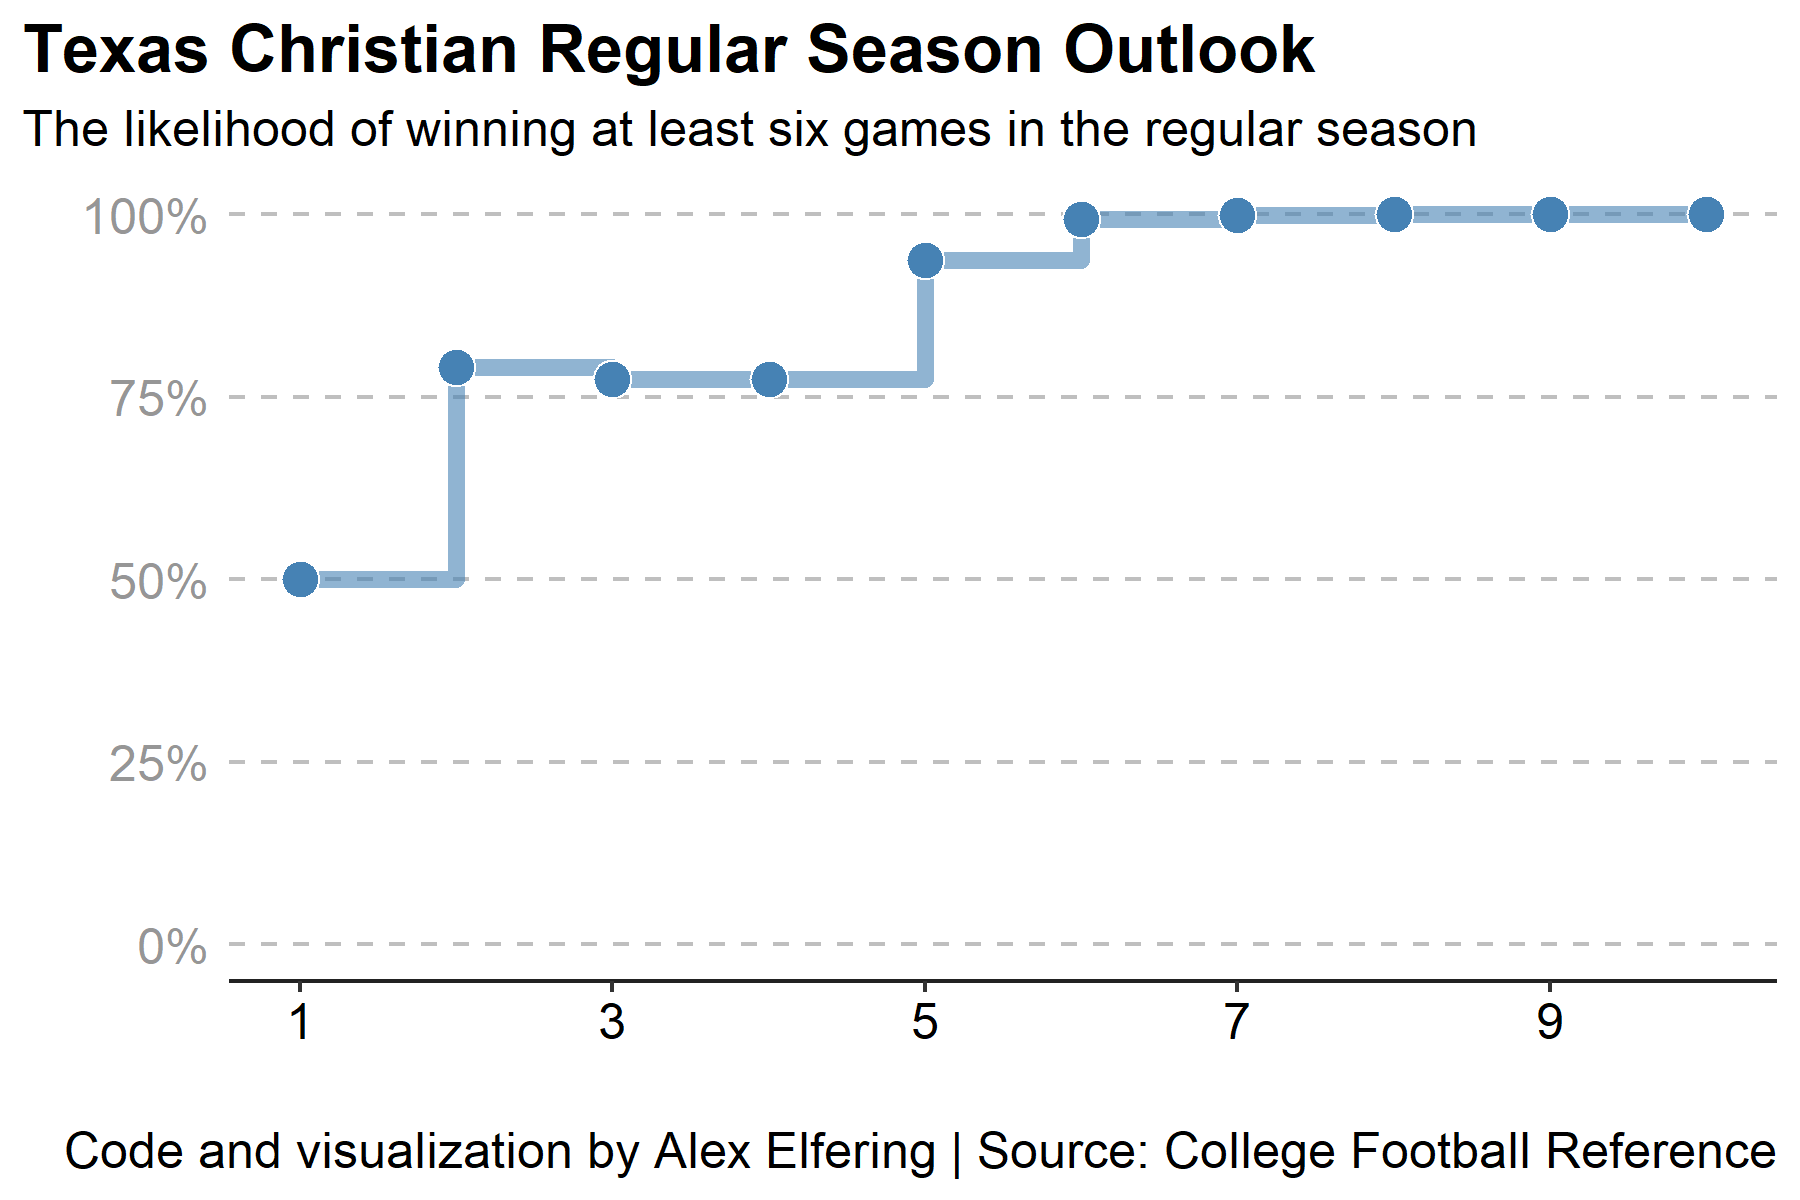 Texas Christian Regular Season Outlook
The likelihood of winning at least six games in the regular season
100%
75%
50%
25%
0%
1 3 5 7 9
Code and visualization by Alex Elfering | Source: College Football Reference